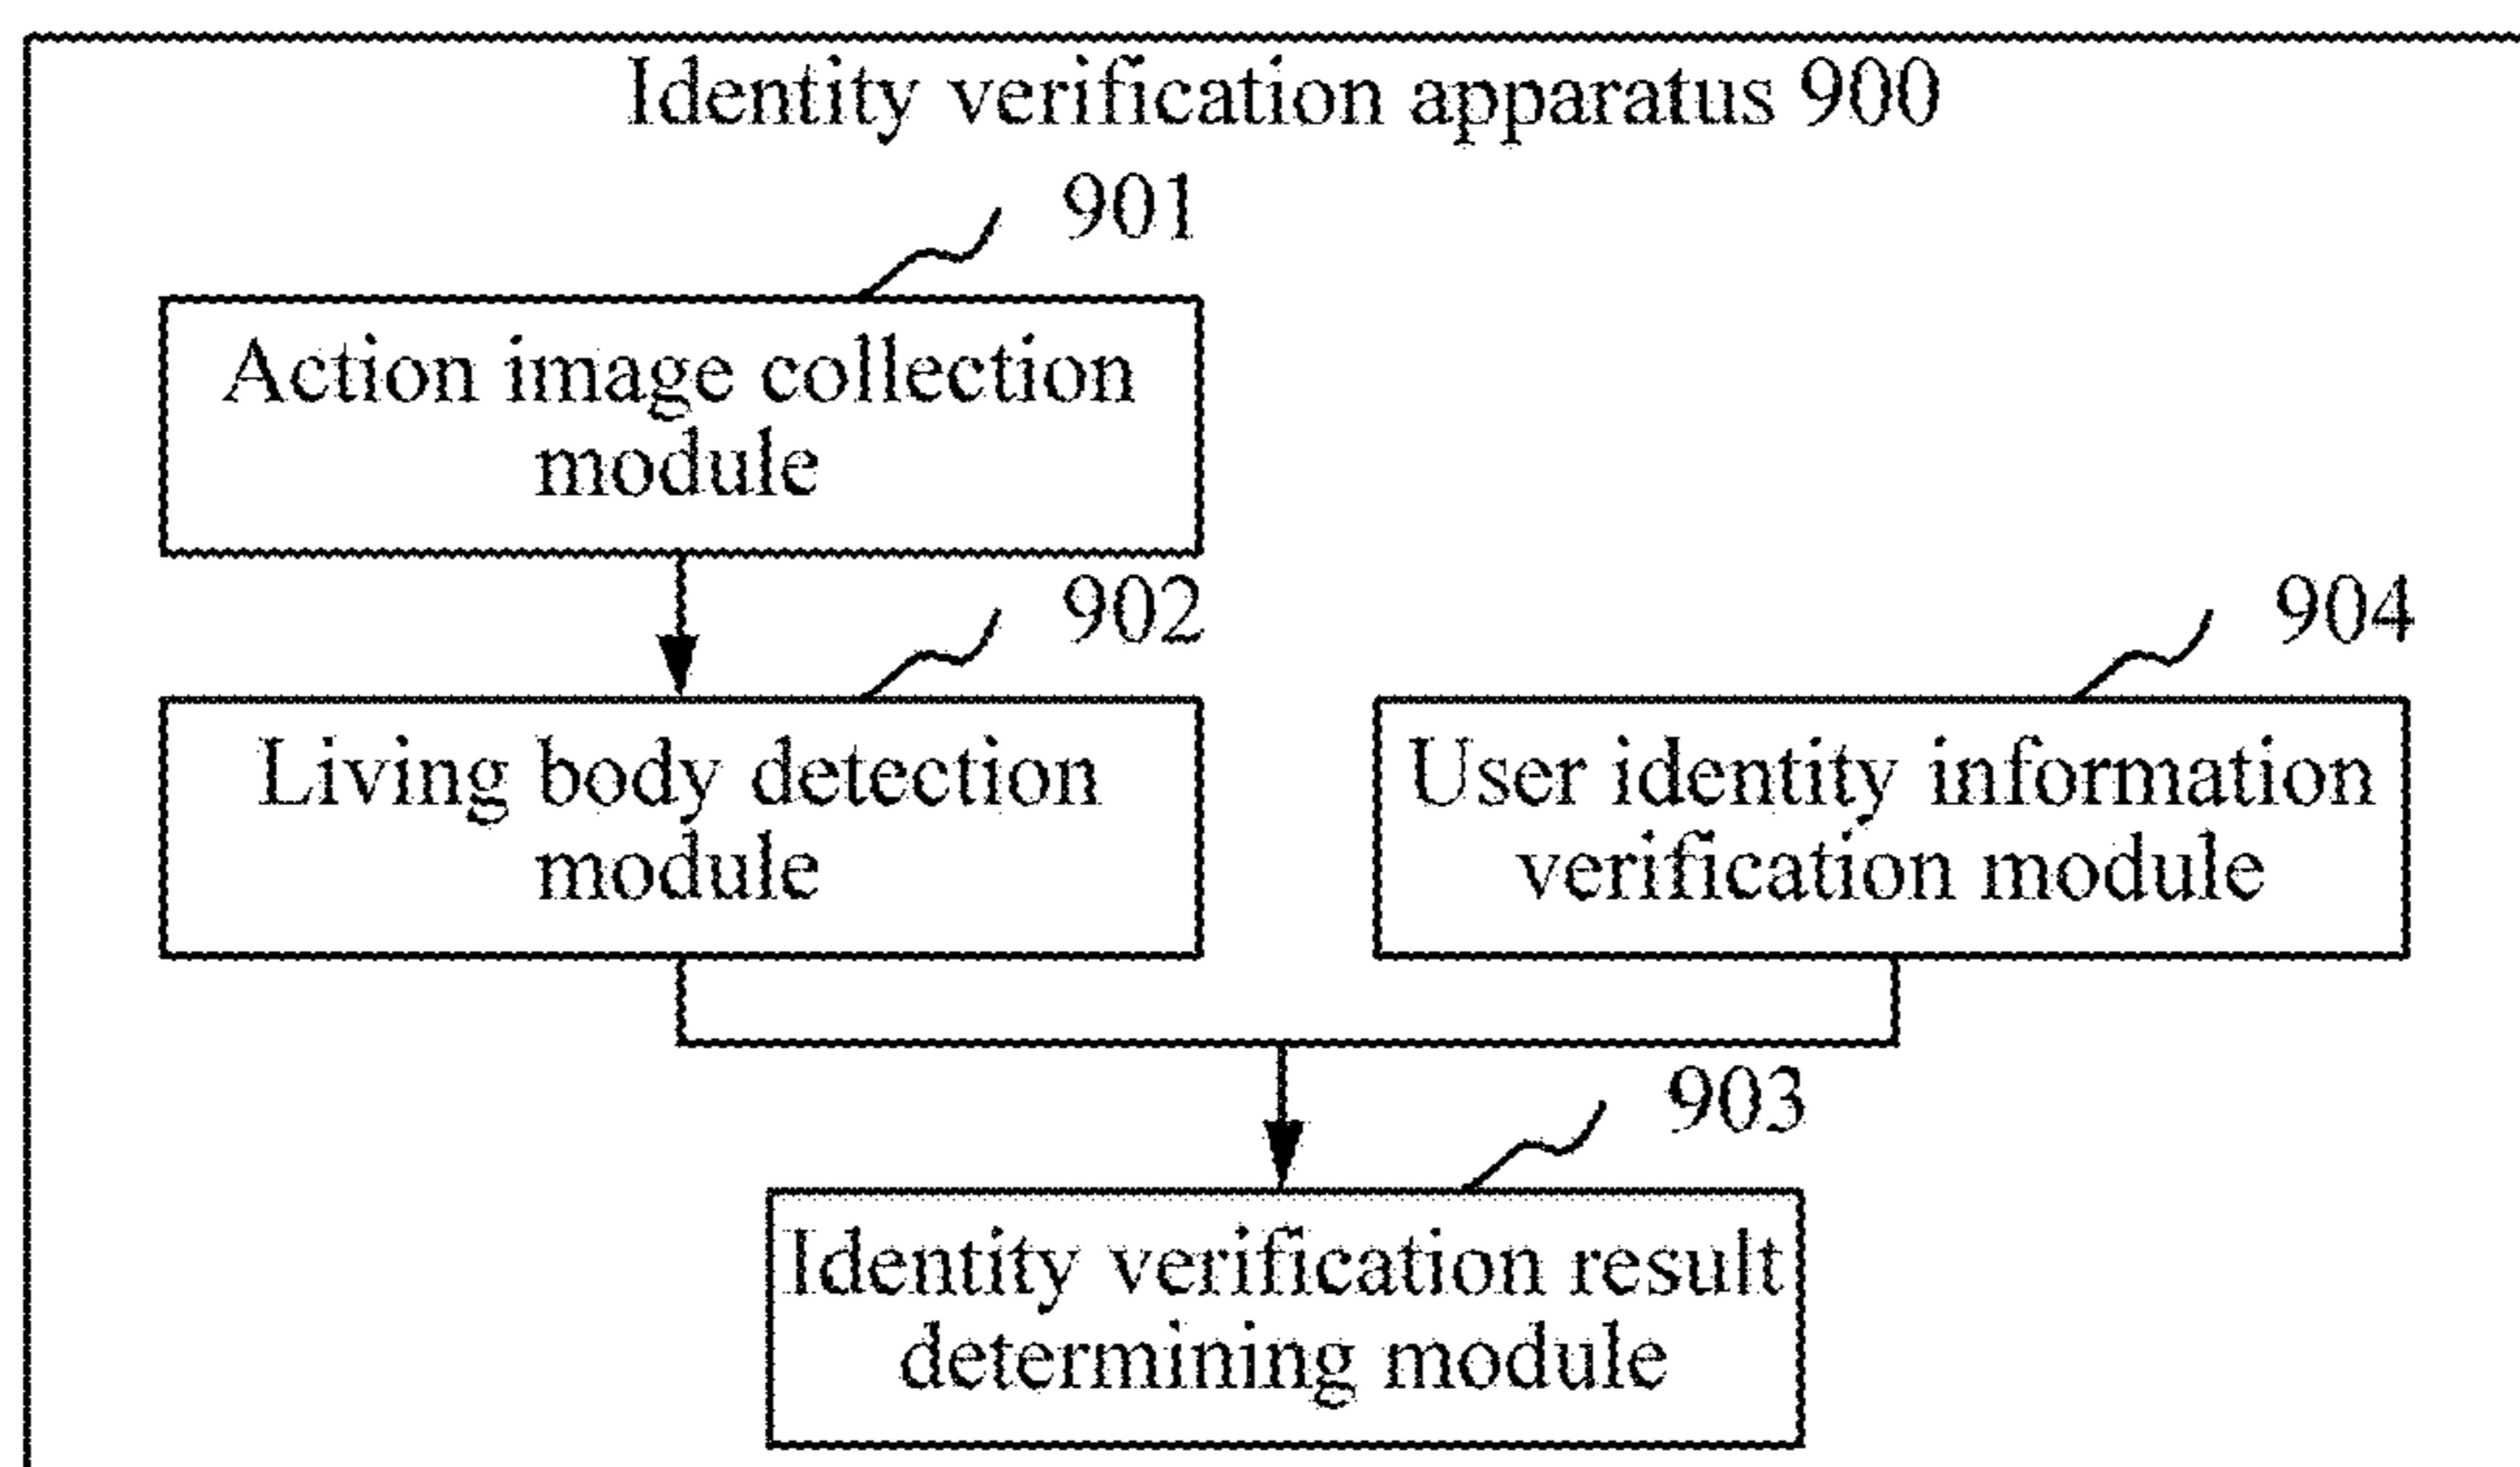 Identity verification apparatus 900
901
Action image collection
module
902
904
Living body detection
module
User identity information
verification module
903
Identity verification result
determining module